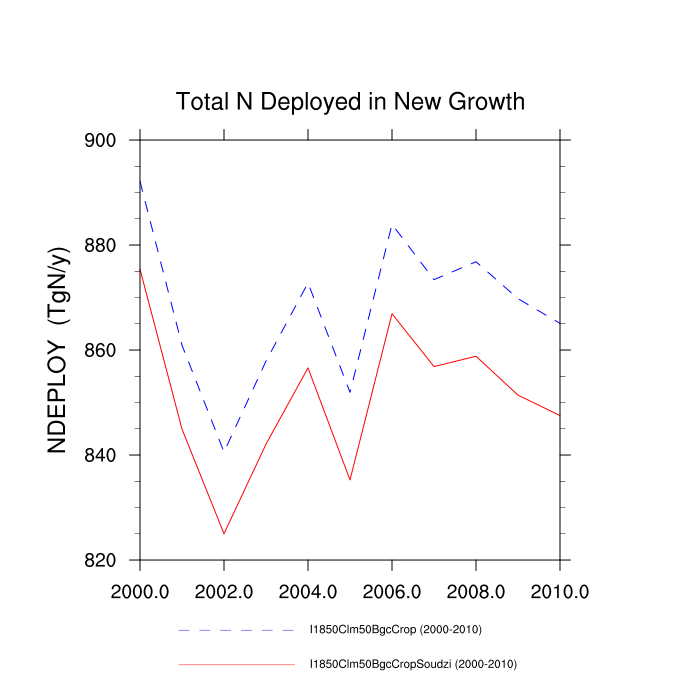 Total N Deployed in New Growth
900
880
860
840
820
NDEPLOY (TgN/y)
2000.0 2002.0 2004.0 2006.0 2008.0 2010.0
I1850Clm50BgcCrop (2000-2010)
I1850Clm50BgcCropSoudzi (2000-2010)